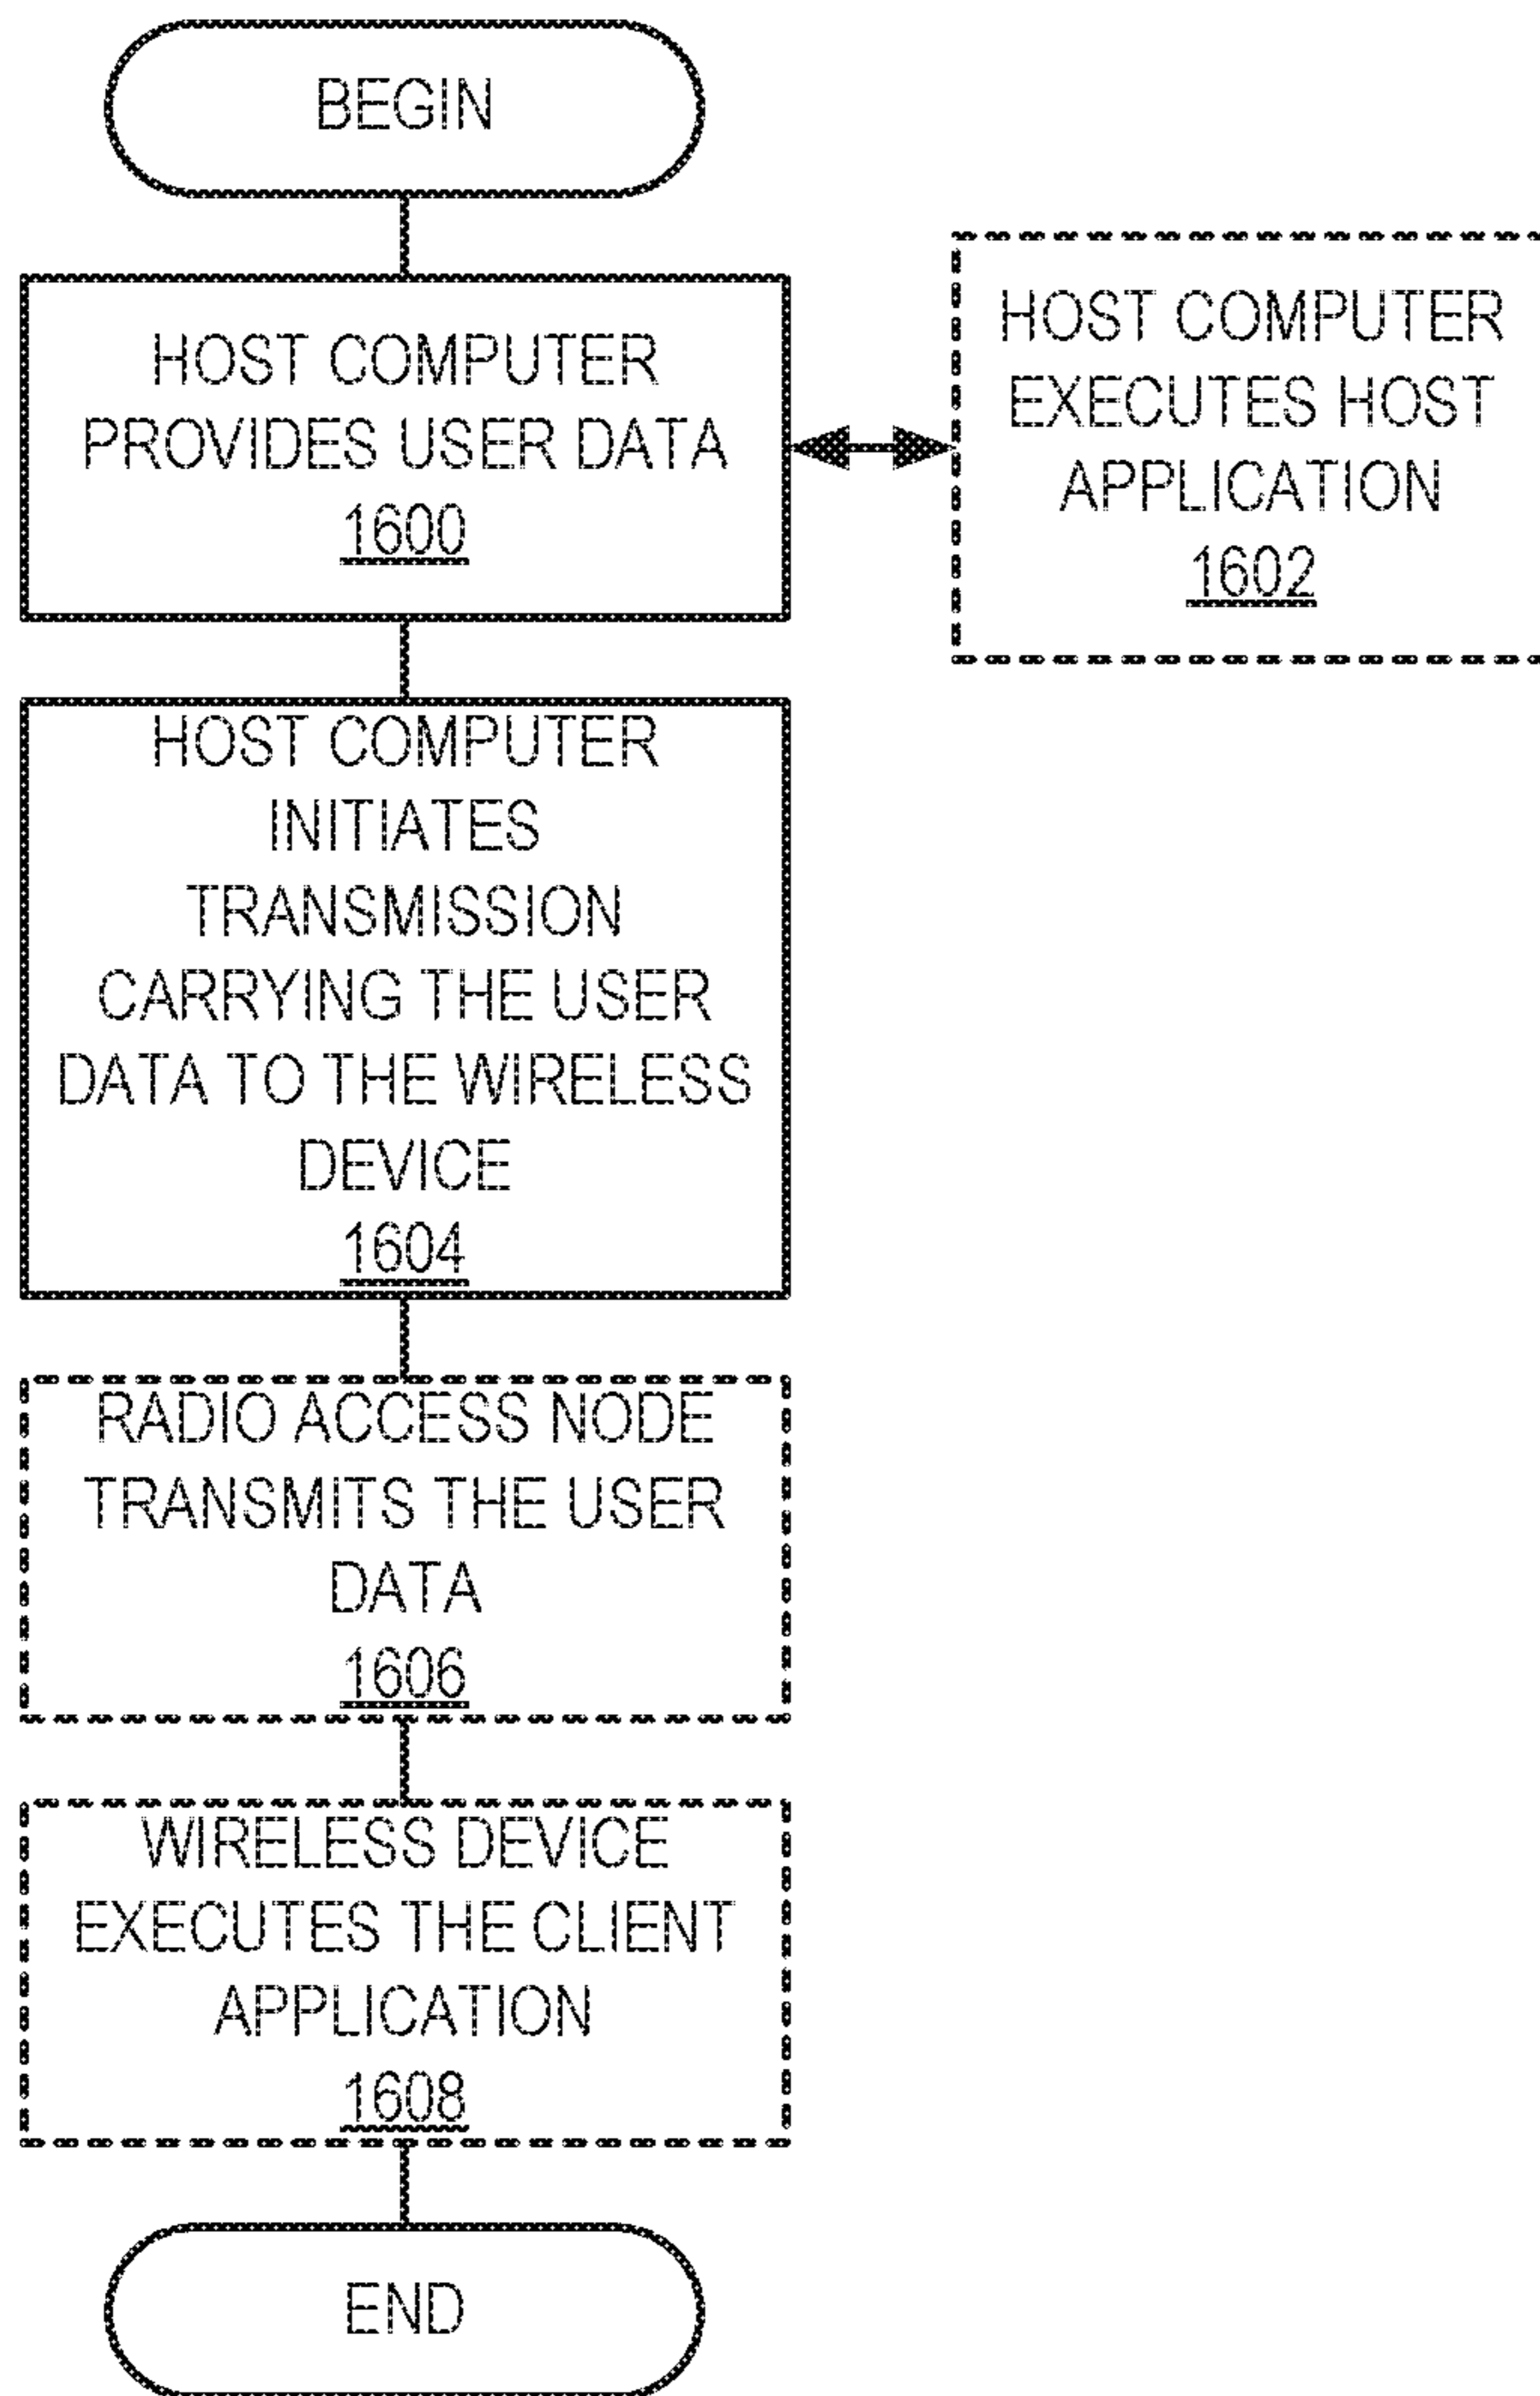 BEGIN
HOST COMPUTER
PROVIDES USER DATA
1600
HOST COMPUTER
EXECUTES HOST
APPLICATION
1602
HOST COMPUTER
INITIATES
TRANSMISSION
CARRYING THE USER
DATA TO THE WIRELESS
DEVICE
1604
RADIO ACCESS NODE
TRANSMITS THE USER
DATA
1606
WIRELESS DEVICE
EXECUTES THE CLIENT
APPLICATION
1608
END